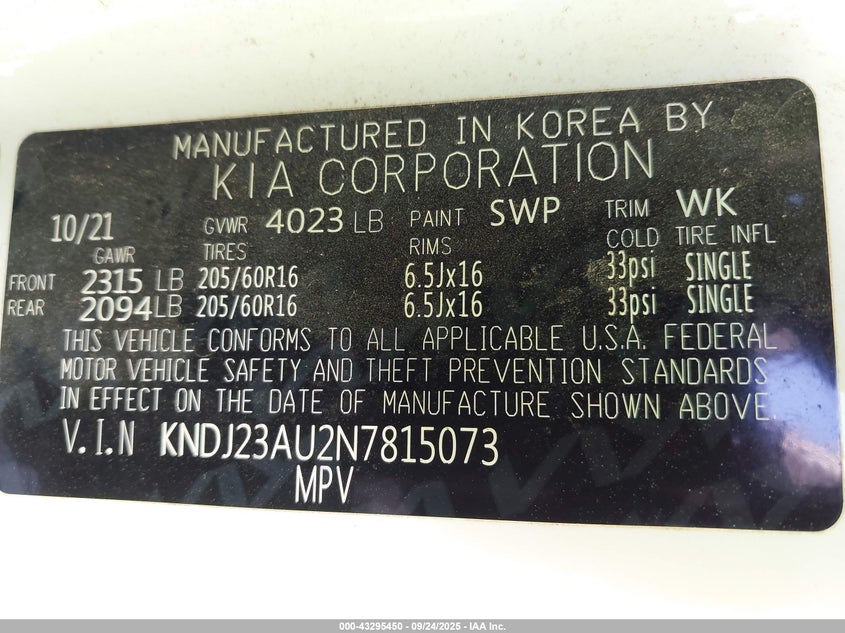 MANUFACTURED IN KOREA BY
KIA CORPORATION
10/21 GVWR 4023 LB PAINT SWP TRIM WK
GAWR TIRES RIMS COLD TIRE INFL
FRONT 2315 LB 205/60R16 6.5Jx16 33psi SINGLE
REAR 2094 LB 205/60R16 6.5Jx16 33psi SINGLE
THIS VEHICLE CONFORMS TO ALL APPLICABLE U.S.A. FEDERAL
MOTOR VEHICLE SAFETY AND THEFT PREVENTION STANDARDS
IN EFFECT ON THE DATE OF MANUFACTURE SHOWN ABOVE.
V.I.N KNDJ23AU2N7815073
MPV
000-43295450 - 09/24/2025 - IAA Inc.